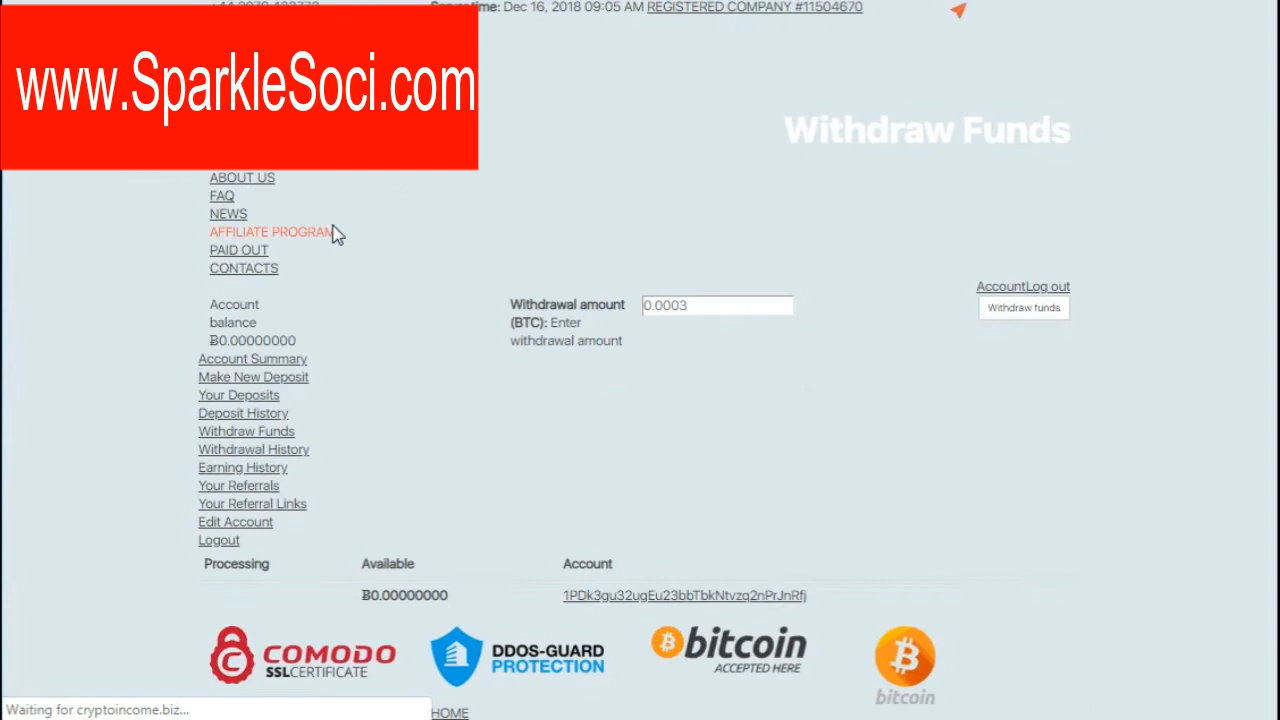 Server time: Dec 16, 2018 09:05 AM REGISTERED COMPANY #11504670
www.SparkleSoci.com
Withdraw Funds
ABOUT US
FAQ
NEWS
AFFILIATE PROGRAM
PAID OUT
CONTACTS
AccountLog out
Account
balance
Ƀ0.00000000
Withdrawal amount
(BTC): Enter
withdrawal amount
0.0003
Withdraw funds
Account Summary
Make New Deposit
Your Deposits
Deposit History
Withdraw Funds
Withdrawal History
Earning History
Your Referrals
Your Referral Links
Edit Account
Logout
Processing Available Account
Ƀ0.00000000 1PDk3gu32ugEu23bbTbkNtvzq2nPrJnRfj
COMODO
SSLCERTIFICATE
DDOS-GUARD
PROTECTION
bitcoin
ACCEPTED HERE
bitcoin
Waiting for cryptoincome.biz...
HOME